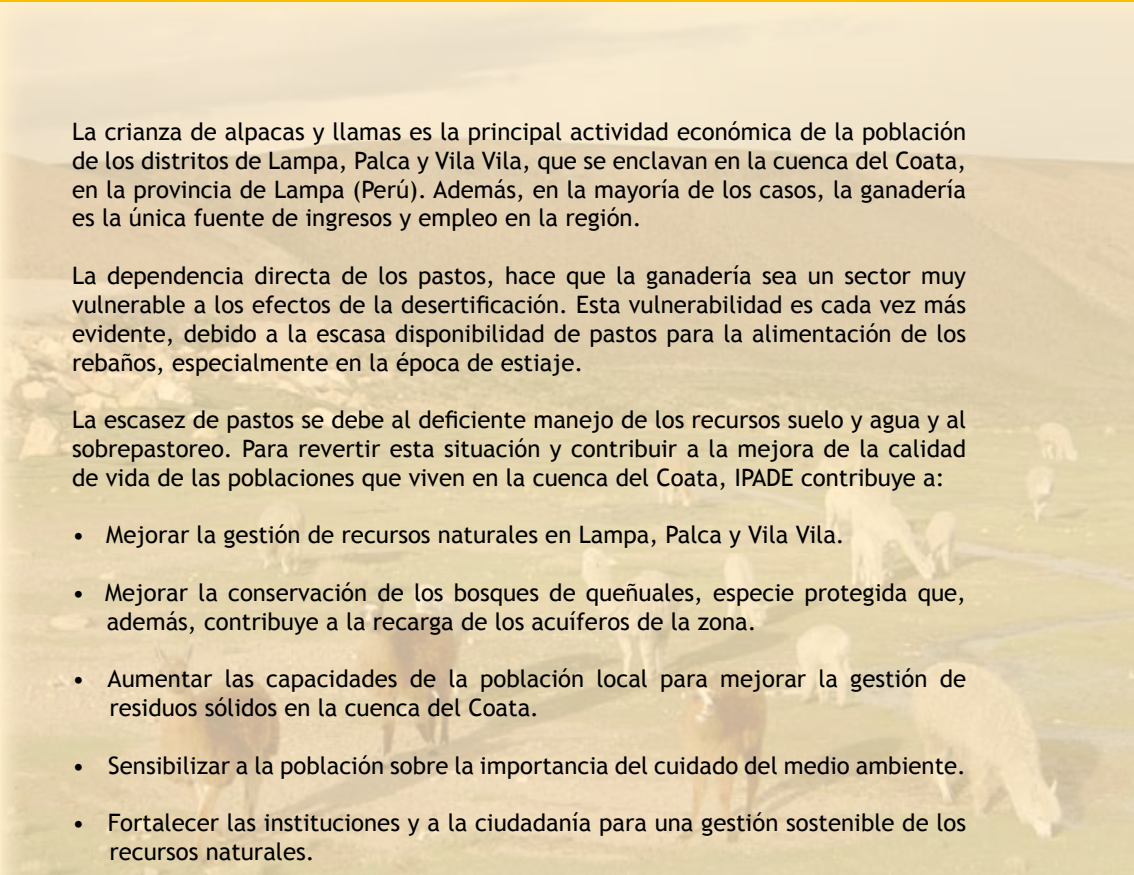 La crianza de alpacas y llamas es la principal actividad económica de la población
de los distritos de Lampa, Palca y Vila Vila, que se enclavan en la cuenca del Coata,
en la provincia de Lampa (Perú). Además, en la mayoría de los casos, la ganadería
es la única fuente de ingresos y empleo en la región.
La dependencia directa de los pastos, hace que la ganadería sea un sector muy
vulnerable a los efectos de la desertificación. Esta vulnerabilidad es cada vez más
evidente, debido a la escasa disponibilidad de pastos para la alimentación de los
rebaños, especialmente en la época de estiaje.
La escasez de pastos se debe al deficiente manejo de los recursos suelo y agua y al
sobrepastoreo. Para revertir esta situación y contribuir a la mejora de la calidad
de vida de las poblaciones que viven en la cuenca del Coata, IPADE contribuye a:
• Mejorar la gestión de recursos naturales en Lampa, Palca y Vila Vila.
• Mejorar la conservación de los bosques de queñuales, especie protegida que,
además, contribuye a la recarga de los acuíferos de la zona.
• Aumentar las capacidades de la población local para mejorar la gestión de
residuos sólidos en la cuenca del Coata.
• Sensibilizar a la población sobre la importancia del cuidado del medio ambiente.
• Fortalecer las instituciones y a la ciudadanía para una gestión sostenible de los
recursos naturales.